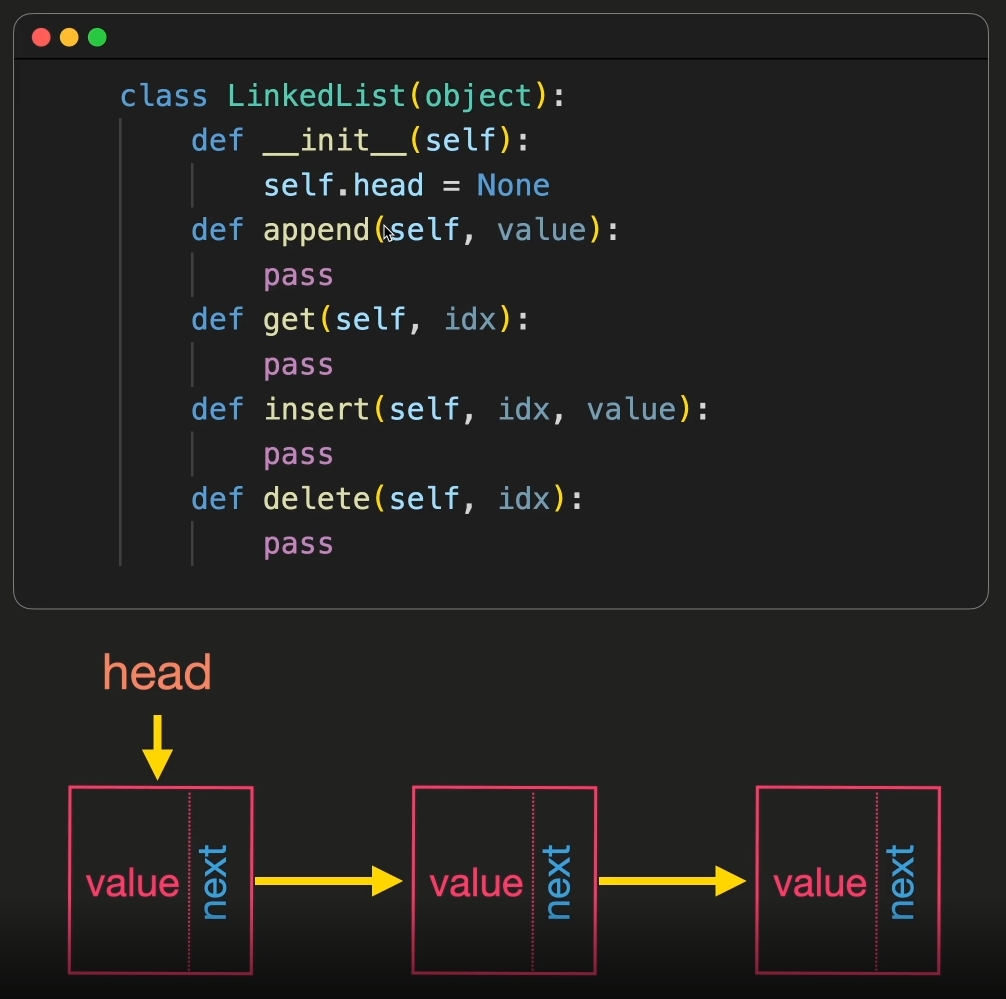 class LinkedList(object):
    def __init__(self):
        self.head = None
    def append(self, value):
        pass
    def get(self, idx):
        pass
    def insert(self, idx, value):
        pass
    def delete(self, idx):
        pass
head
value next value next value next